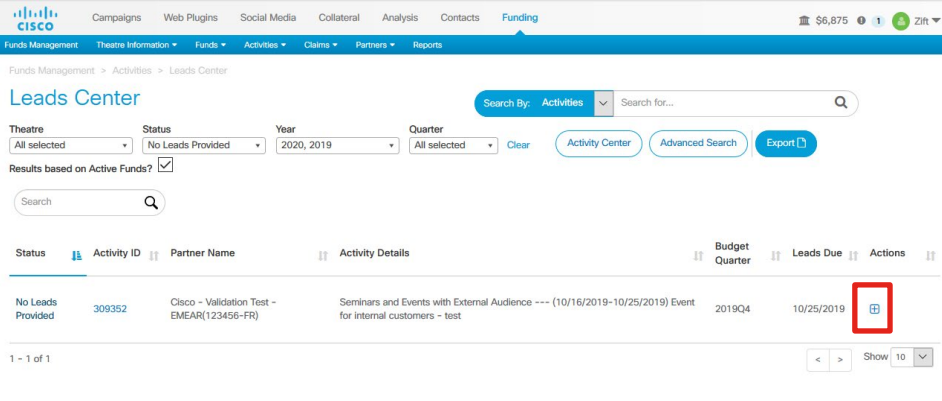 CISCO
Campaigns Web Plugins Social Media Collateral Analysis Contacts Funding
$6,875 1 Zift
Funds Management Theatre Information Funds Activities Claims Partners Reports
Funds Management > Activities > Leads Center
Leads Center
Search By: Activities Search for...
Theatre Status Year Quarter
All selected No Leads Provided 2020, 2019 All selected Clear Activity Center Advanced Search Export
Results based on Active Funds?
Search
Status Activity ID Partner Name Activity Details Budget Quarter Leads Due Actions
No Leads Provided 309352 Cisco - Validation Test - EMEAR(123456-FR) Seminars and Events with External Audience --- (10/16/2019-10/25/2019) Event for internal customers - test 2019Q4 10/25/2019
1 - 1 of 1 < > Show 10